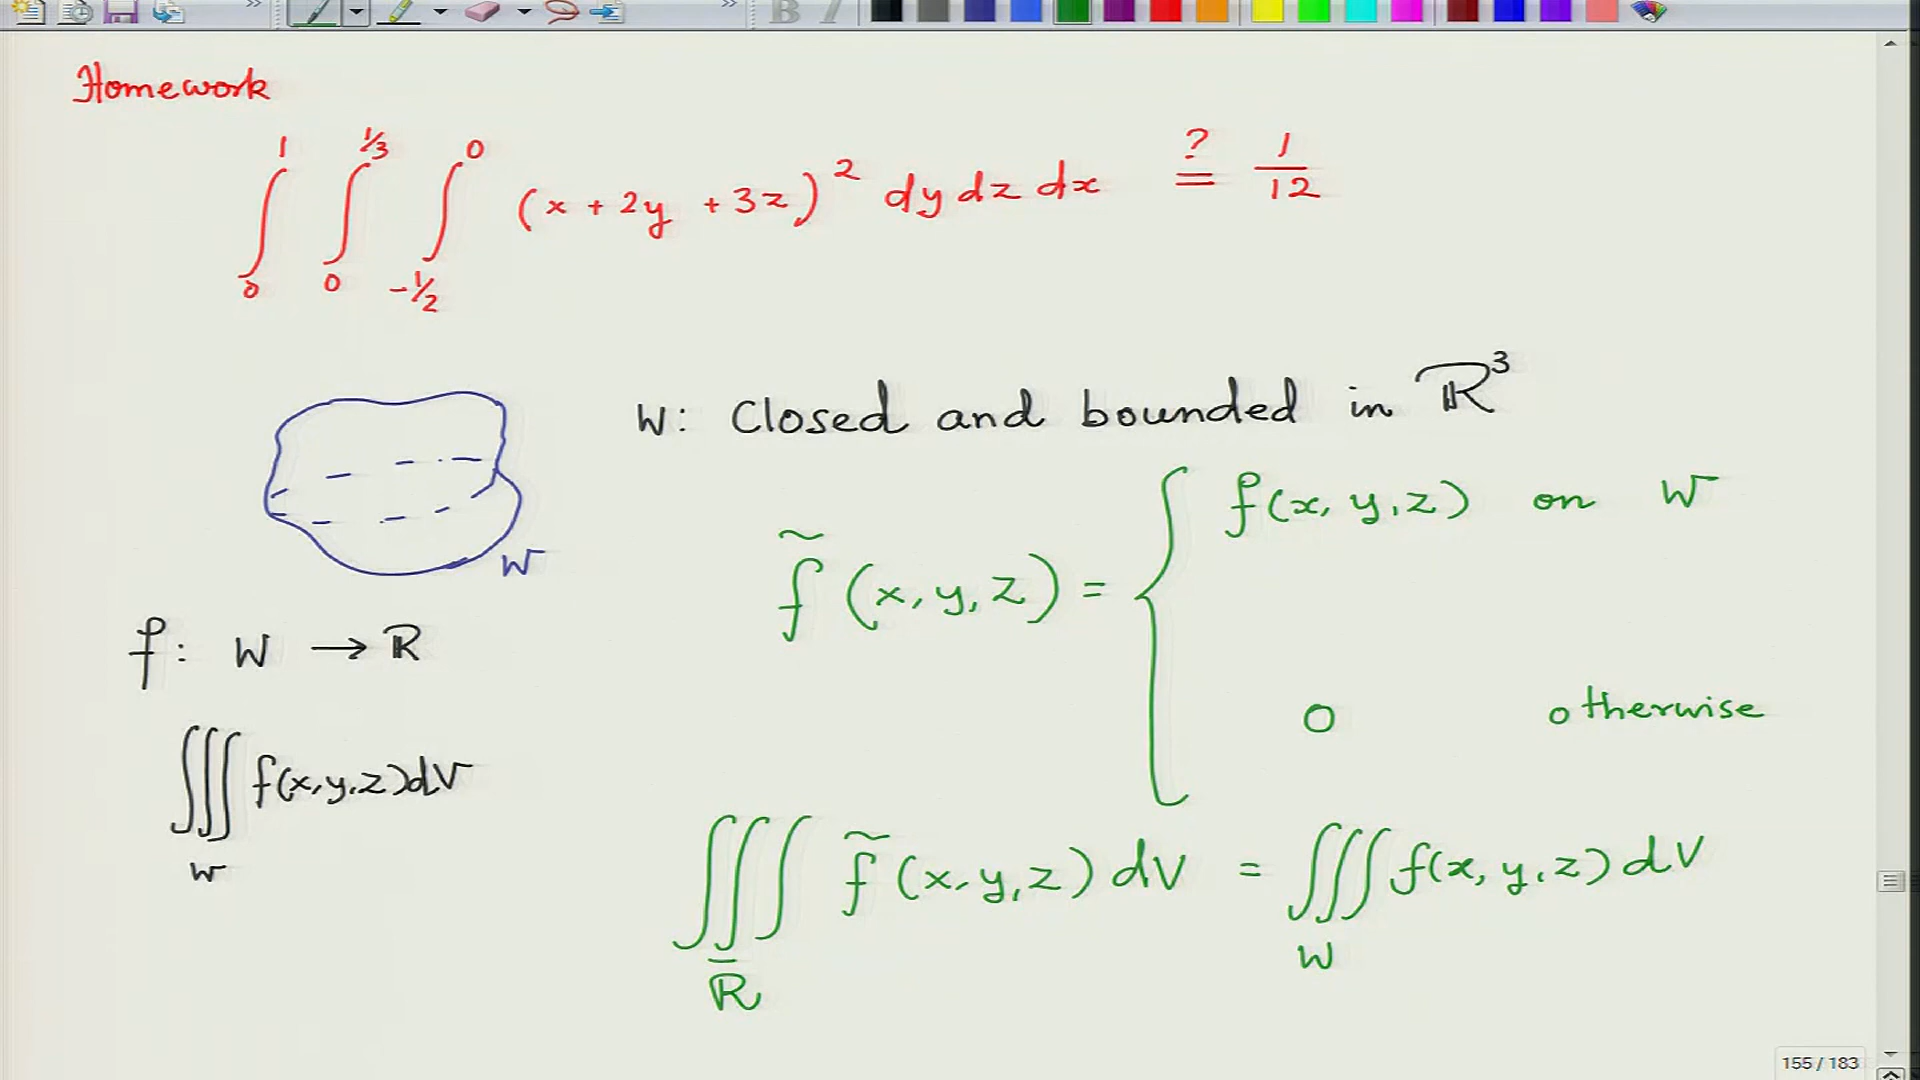 Homework
∫₀¹ ∫₀^{1/3} ∫_{-1/2}^0 (x + 2y + 3z)² dy dz dx ≟ 1/12
W: Closed and bounded in ℝ³
W
f̃(x, y, z) = { f(x, y, z) on W
0 otherwise
f: W → ℝ
∭_W f(x, y, z)dV
∭_R̄ f̃(x, y, z) dV = ∭_W f(x, y, z) dV
155 / 183